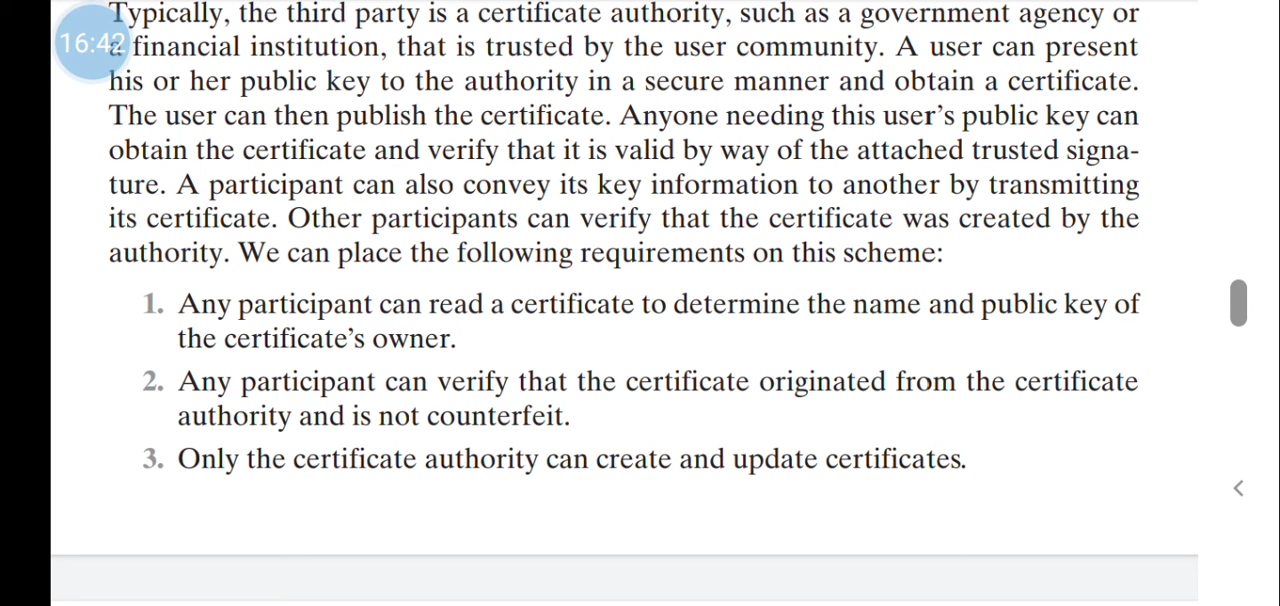 Typically, the third party is a certificate authority, such as a government agency or
16:42
a financial institution, that is trusted by the user community. A user can present
his or her public key to the authority in a secure manner and obtain a certificate.
The user can then publish the certificate. Anyone needing this user’s public key can
obtain the certificate and verify that it is valid by way of the attached trusted signa-
ture. A participant can also convey its key information to another by transmitting
its certificate. Other participants can verify that the certificate was created by the
authority. We can place the following requirements on this scheme:
1. Any participant can read a certificate to determine the name and public key of
the certificate’s owner.
2. Any participant can verify that the certificate originated from the certificate
authority and is not counterfeit.
3. Only the certificate authority can create and update certificates.